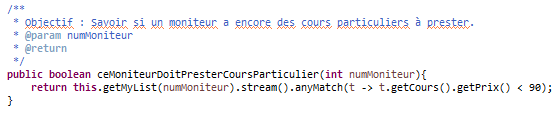 /**
* Objectif : Savoir si un moniteur a encore des cours particuliers à prester.
* @param numMoniteur
* @return
*/
public boolean ceMoniteurDoitPresterCoursParticulier(int numMoniteur){
return this.getMyList(numMoniteur).stream().anyMatch(t -> t.getCours().getPrix() < 90);
}